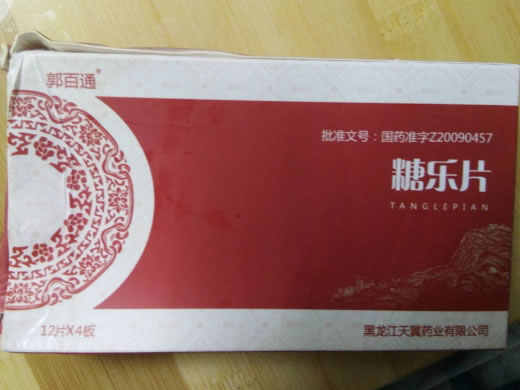 郭百通®
批准文号：国药准字Z20090457
糖乐片
TANGLEPIAN
12片X4板
黑龙江天翼药业有限公司